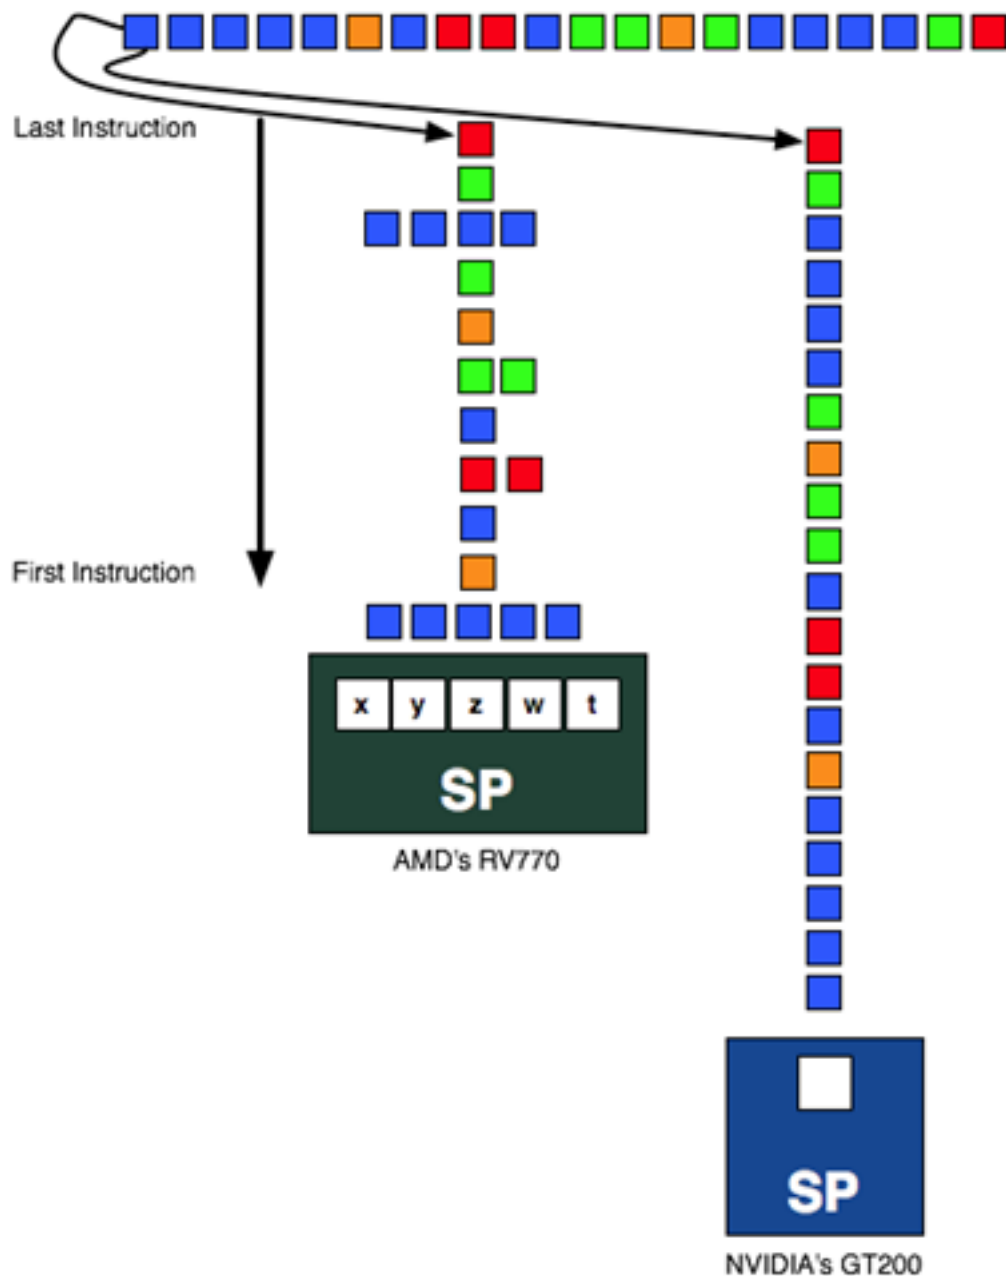 Last Instruction
First Instruction
x y z w t
SP
AMD's RV770
SP
NVIDIA's GT200